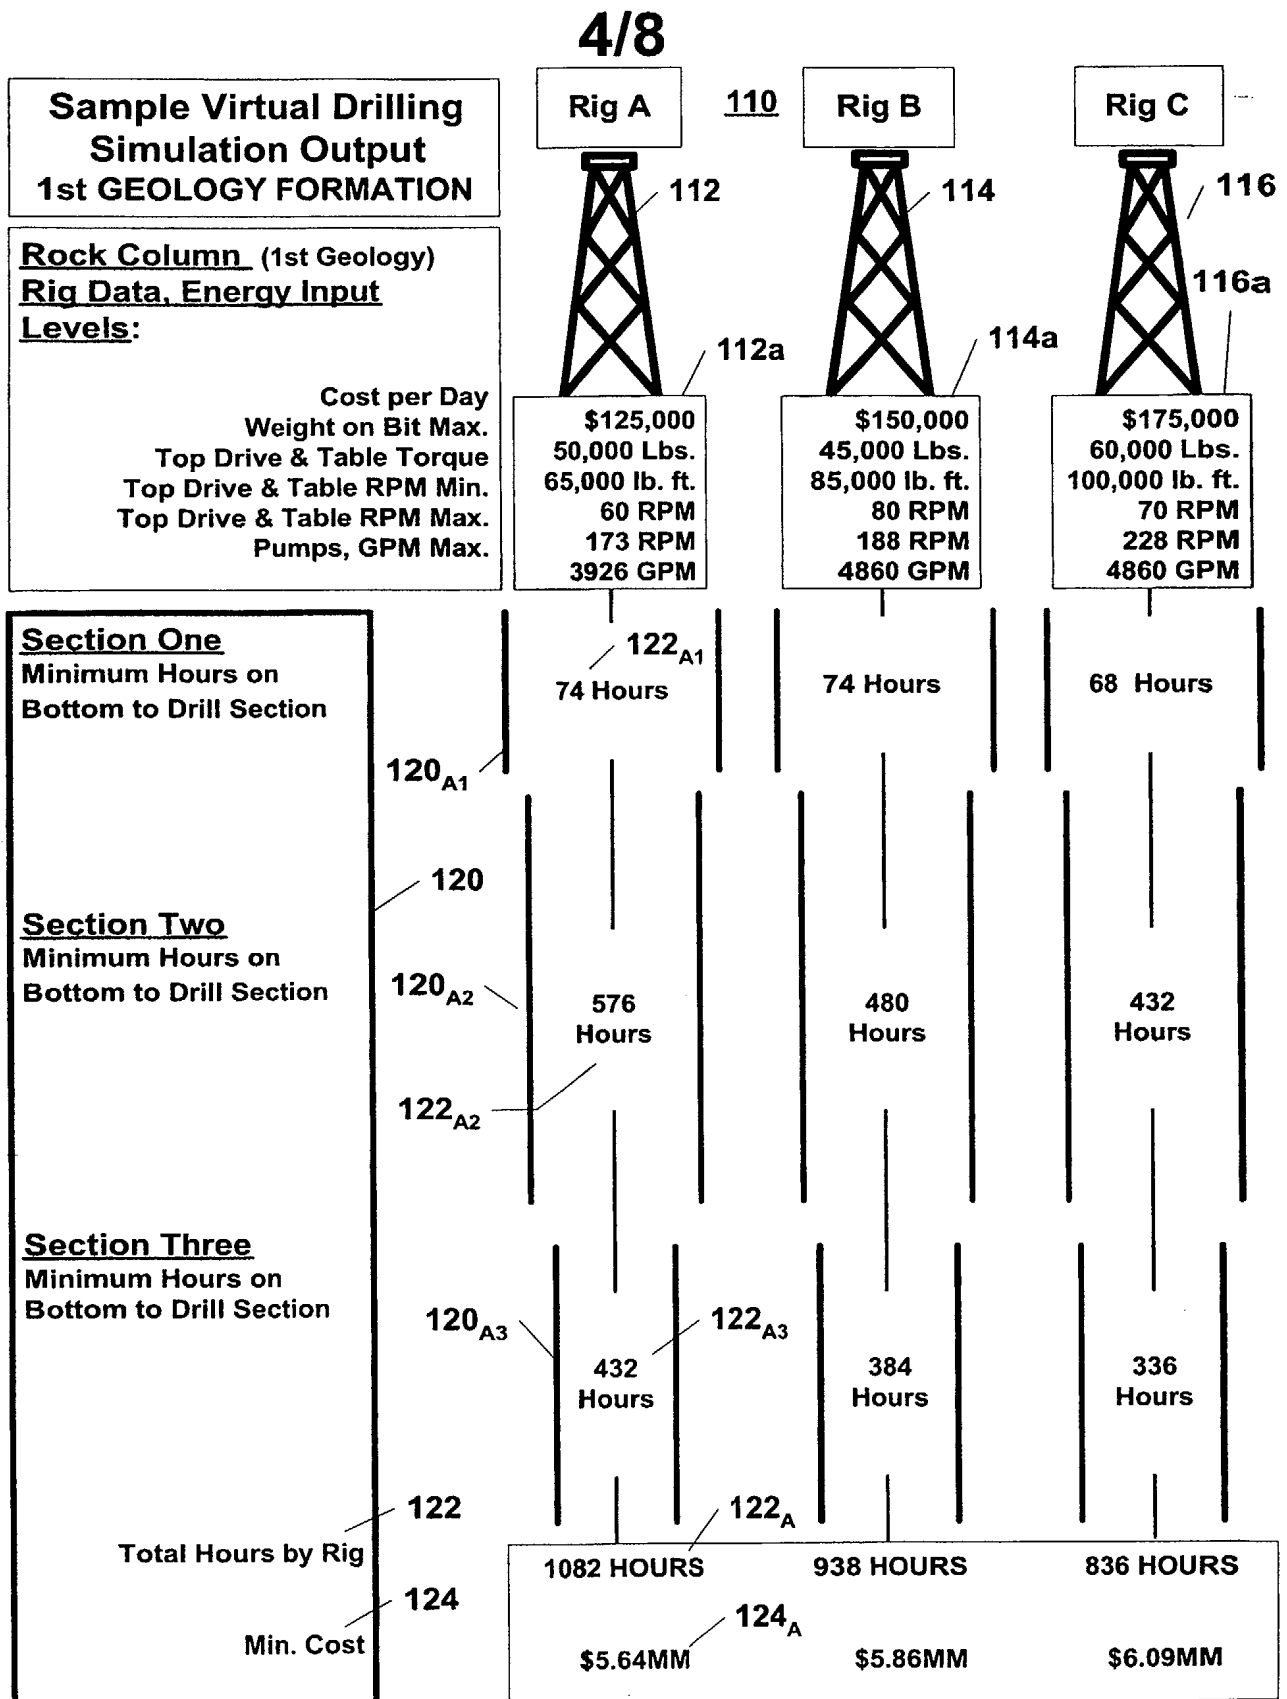 4/8
Sample Virtual Drilling
Simulation Output
1st GEOLOGY FORMATION
Rig A
110
Rig B
Rig C
112
114
116
Rock Column (1st Geology)
Rig Data, Energy Input
Levels:
112a
114a
116a
Cost per Day
Weight on Bit Max.
Top Drive & Table Torque
Top Drive & Table RPM Min.
Top Drive & Table RPM Max.
Pumps, GPM Max.
$125,000
50,000 Lbs.
65,000 lb. ft.
60 RPM
173 RPM
3926 GPM
$150,000
45,000 Lbs.
85,000 lb. ft.
80 RPM
188 RPM
4860 GPM
$175,000
60,000 Lbs.
100,000 lb. ft.
70 RPM
228 RPM
4860 GPM
Section One
Minimum Hours on
Bottom to Drill Section
122A1
74 Hours
74 Hours
68 Hours
120A1
120
Section Two
Minimum Hours on
Bottom to Drill Section
120A2
576
Hours
480
Hours
432
Hours
122A2
Section Three
Minimum Hours on
Bottom to Drill Section
120A3
122A3
432
Hours
384
Hours
336
Hours
122
122A
Total Hours by Rig
1082 HOURS
938 HOURS
836 HOURS
124
124A
Min. Cost
$5.64MM
$5.86MM
$6.09MM